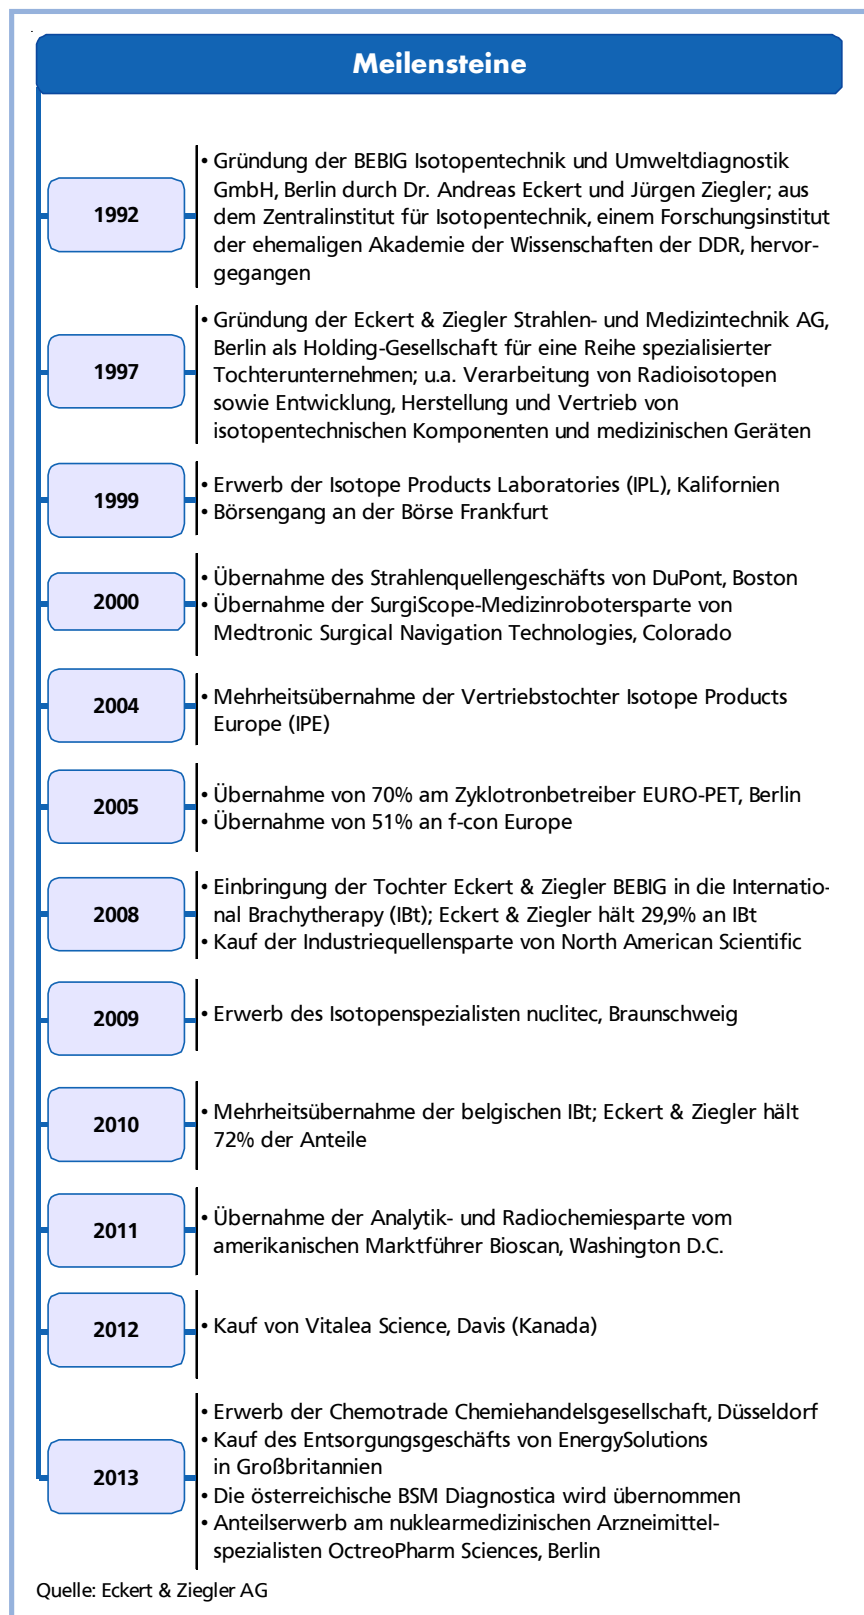 Meilensteine
1992
• Gründung der BEBIG Isotopentechnik und Umweltdiagnostik
GmbH, Berlin durch Dr. Andreas Eckert und Jürgen Ziegler; aus
dem Zentralinstitut für Isotopentechnik, einem Forschungsinstitut
der ehemaligen Akademie der Wissenschaften der DDR, hervor-
gegangen
1997
• Gründung der Eckert & Ziegler Strahlen- und Medizintechnik AG,
Berlin als Holding-Gesellschaft für eine Reihe spezialisierter
Tochterunternehmen; u.a. Verarbeitung von Radioisotopen
sowie Entwicklung, Herstellung und Vertrieb von
isotopentechnischen Komponenten und medizinischen Geräten
1999
• Erwerb der Isotope Products Laboratories (IPL), Kalifornien
• Börsengang an der Börse Frankfurt
2000
• Übernahme des Strahlenquellengeschäfts von DuPont, Boston
• Übernahme der SurgiScope-Medizinrobotersparte von
Medtronic Surgical Navigation Technologies, Colorado
2004
• Mehrheitsübernahme der Vertriebstochter Isotope Products
Europe (IPE)
2005
• Übernahme von 70% am Zyklotronbetreiber EURO-PET, Berlin
• Übernahme von 51% an f-con Europe
2008
• Einbringung der Tochter Eckert & Ziegler BEBIG in die Internatio-
nal Brachytherapy (IBt); Eckert & Ziegler hält 29,9% an IBt
• Kauf der Industriequellensparte von North American Scientific
2009
• Erwerb des Isotopenspezialisten nuclitec, Braunschweig
2010
• Mehrheitsübernahme der belgischen IBt; Eckert & Ziegler hält
72% der Anteile
2011
• Übernahme der Analytik- und Radiochemiesparte vom
amerikanischen Marktführer Bioscan, Washington D.C.
2012
• Kauf von Vitalea Science, Davis (Kanada)
2013
• Erwerb der Chemotrade Chemiehandelsgesellschaft, Düsseldorf
• Kauf des Entsorgungsgeschäfts von EnergySolutions
in Großbritannien
• Die österreichische BSM Diagnostica wird übernommen
• Anteilserwerb am nuklearmedizinischen Arzneimittel-
spezialisten OctreoPharm Sciences, Berlin
Quelle: Eckert & Ziegler AG